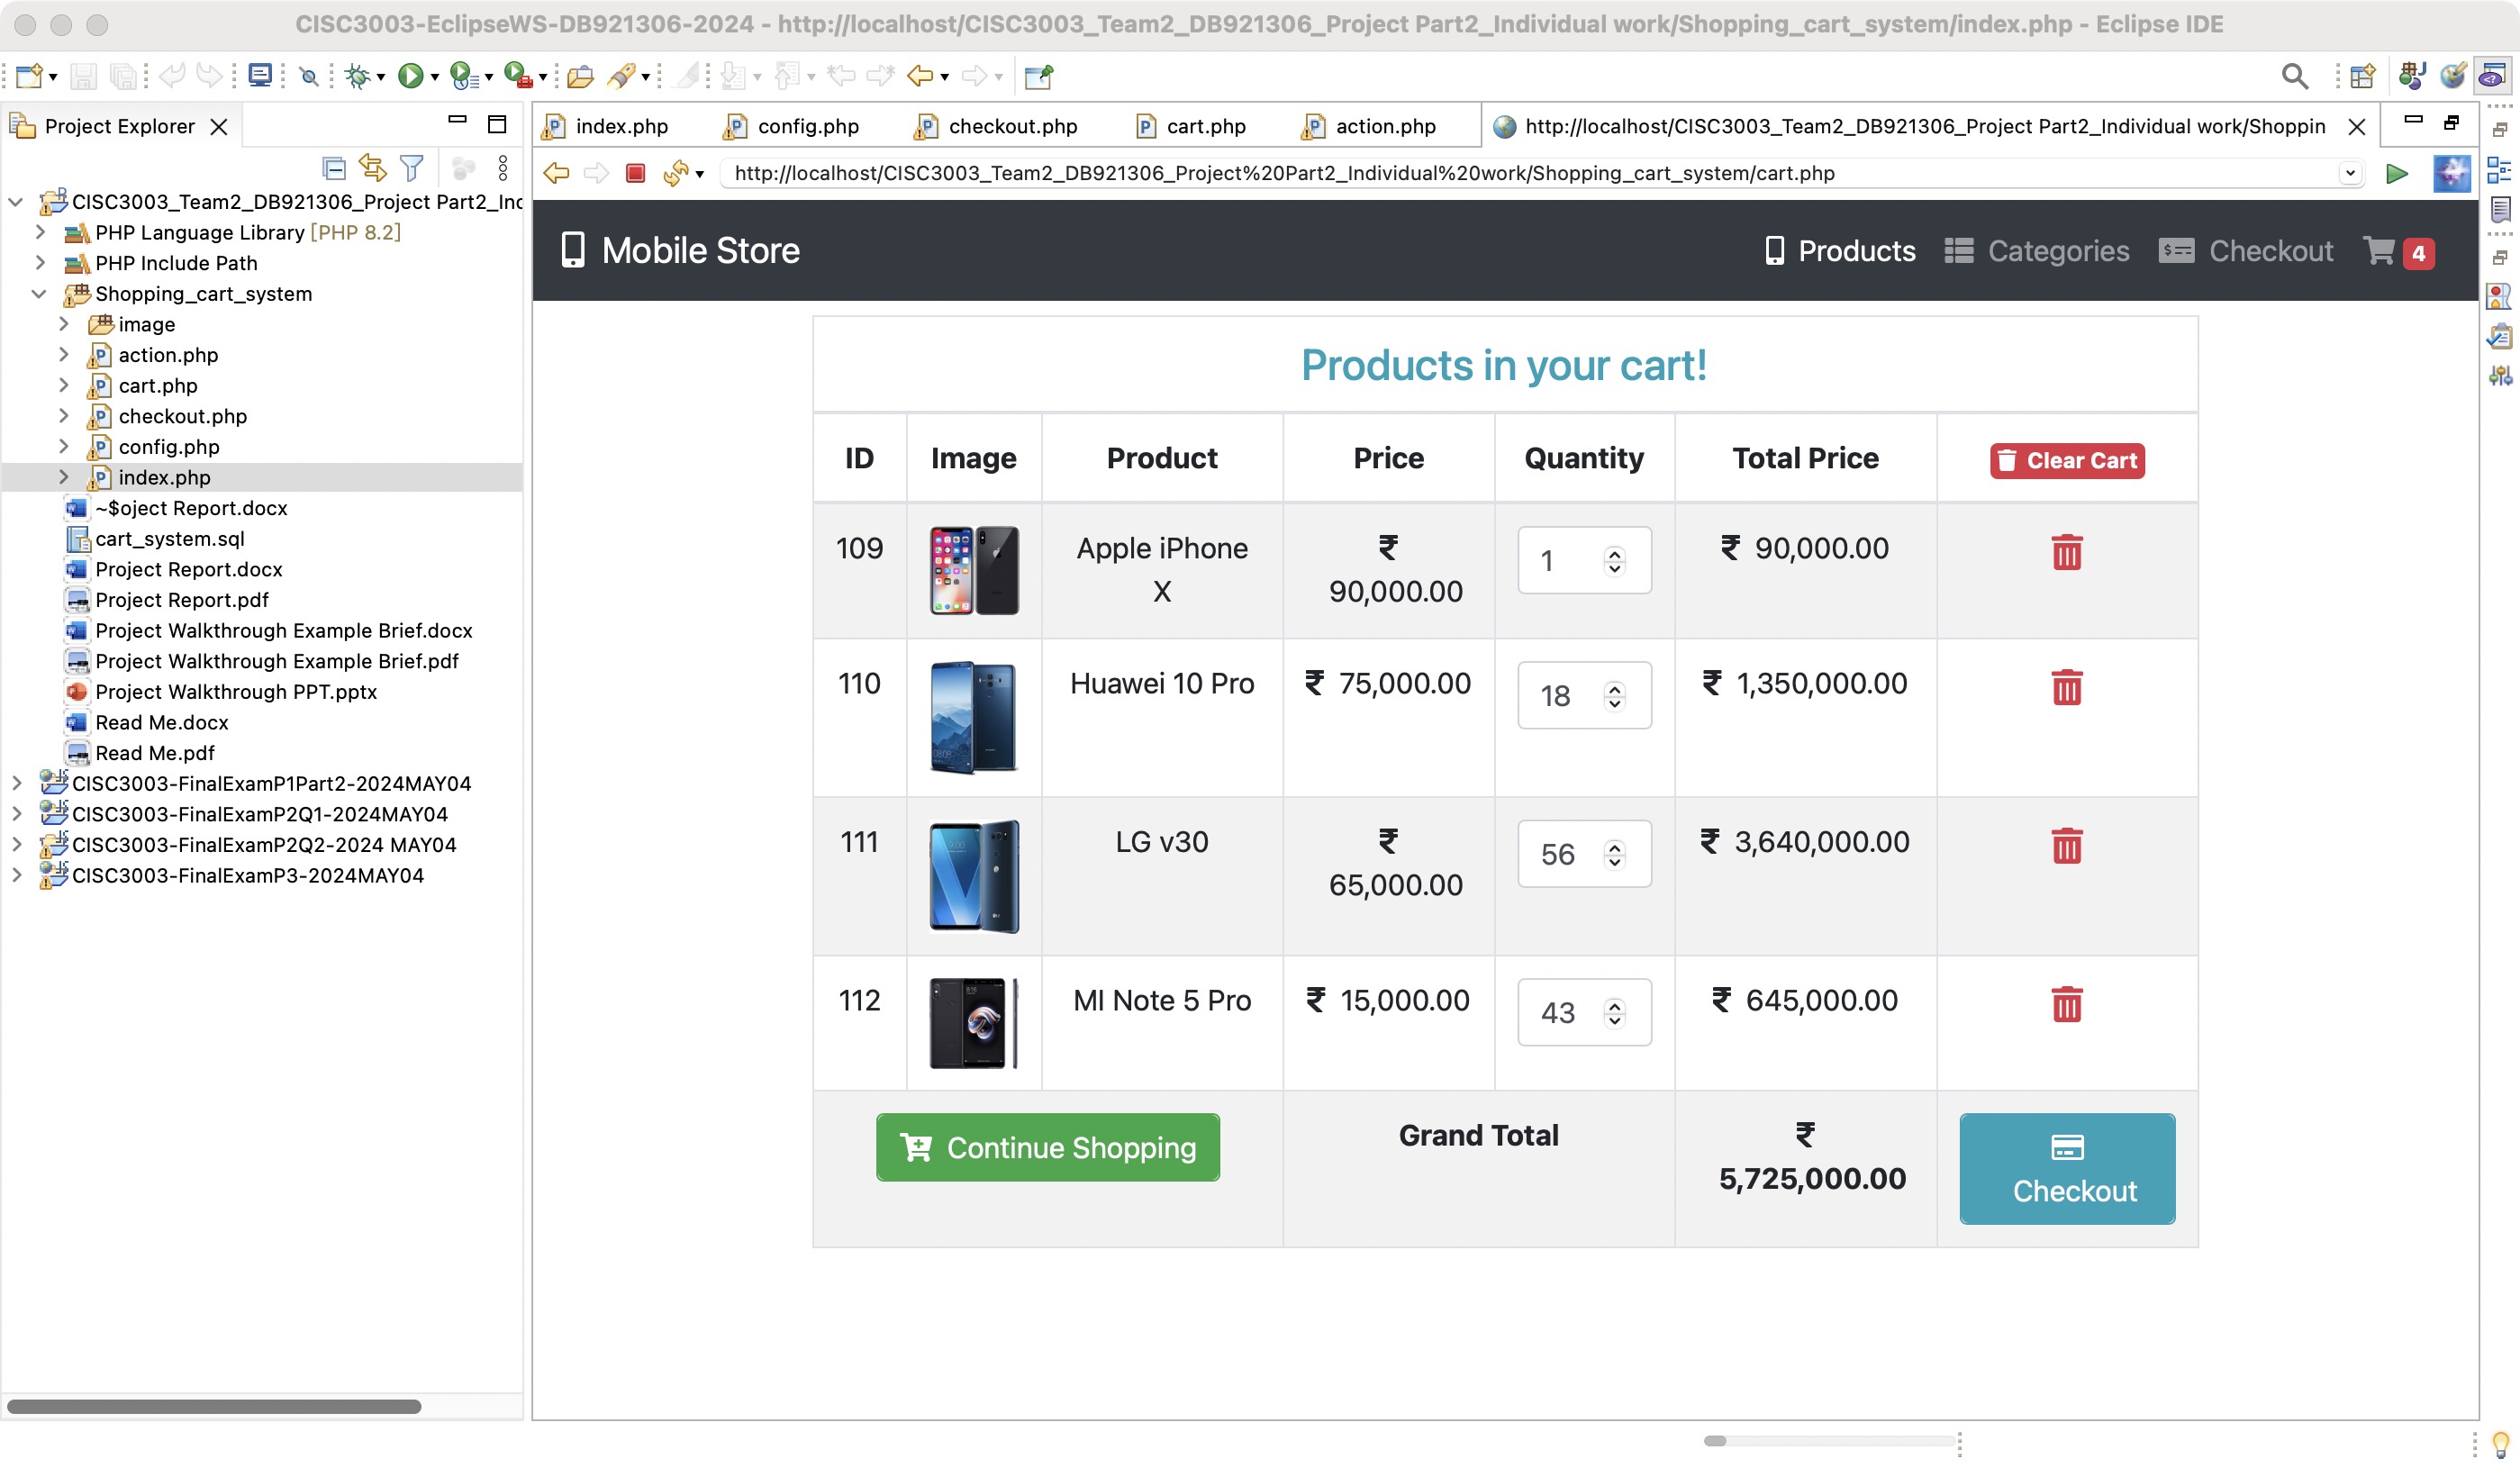 CISC3003-EclipseWS-DB921306-2024 - http://localhost/CISC3003_Team2_DB921306_Project Part2_Individual work/Shopping_cart_system/index.php - Eclipse IDE
Project Explorer
index.php
config.php
checkout.php
cart.php
action.php
http://localhost/CISC3003_Team2_DB921306_Project Part2_Individual work/Shoppin
http://localhost/CISC3003_Team2_DB921306_Project%20Part2_Individual%20work/Shopping_cart_system/cart.php
CISC3003_Team2_DB921306_Project Part2_Ind
PHP Language Library [PHP 8.2]
PHP Include Path
Shopping_cart_system
image
action.php
cart.php
checkout.php
config.php
index.php
~$oject Report.docx
cart_system.sql
Project Report.docx
Project Report.pdf
Project Walkthrough Example Brief.docx
Project Walkthrough Example Brief.pdf
Project Walkthrough PPT.pptx
Read Me.docx
Read Me.pdf
CISC3003-FinalExamP1Part2-2024MAY04
CISC3003-FinalExamP2Q1-2024MAY04
CISC3003-FinalExamP2Q2-2024 MAY04
CISC3003-FinalExamP3-2024MAY04
Mobile Store
Products
Categories
Checkout
4
Products in your cart!
ID Image Product Price Quantity Total Price Clear Cart
109 Apple iPhone X ₹ 90,000.00 1 ₹ 90,000.00
110 Huawei 10 Pro ₹ 75,000.00 18 ₹ 1,350,000.00
111 LG v30 ₹ 65,000.00 56 ₹ 3,640,000.00
112 MI Note 5 Pro ₹ 15,000.00 43 ₹ 645,000.00
Continue Shopping Grand Total ₹ 5,725,000.00 Checkout